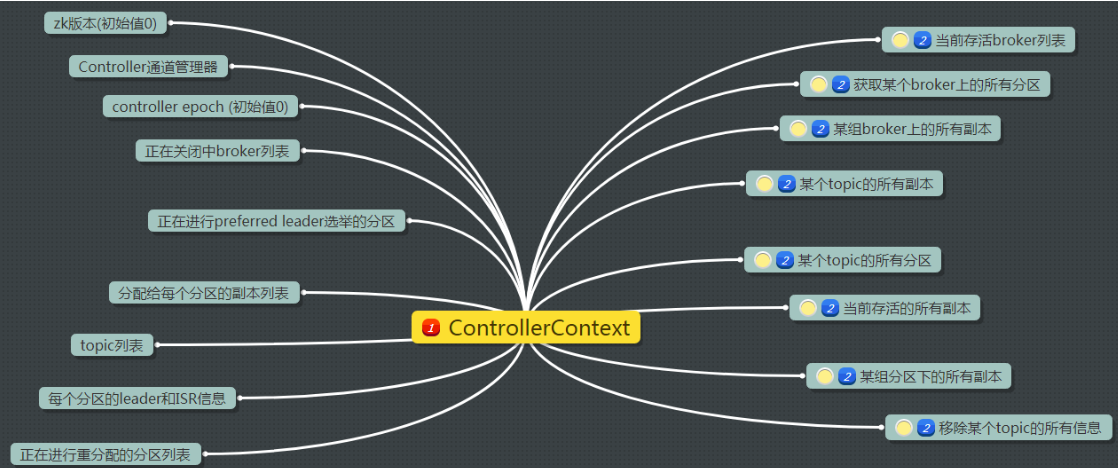 zk版本(初始值0)
Controller通道管理器
controller epoch (初始值0)
正在关闭中broker列表
正在进行preferred leader选举的分区
分配给每个分区的副本列表
topic列表
每个分区的leader和ISR信息
正在进行重分配的分区列表
1 ControllerContext
2 当前存活broker列表
2 获取某个broker上的所有分区
2 某组broker上的所有副本
2 某个topic的所有副本
2 某个topic的所有分区
2 当前存活的所有副本
2 某组分区下的所有副本
2 移除某个topic的所有信息